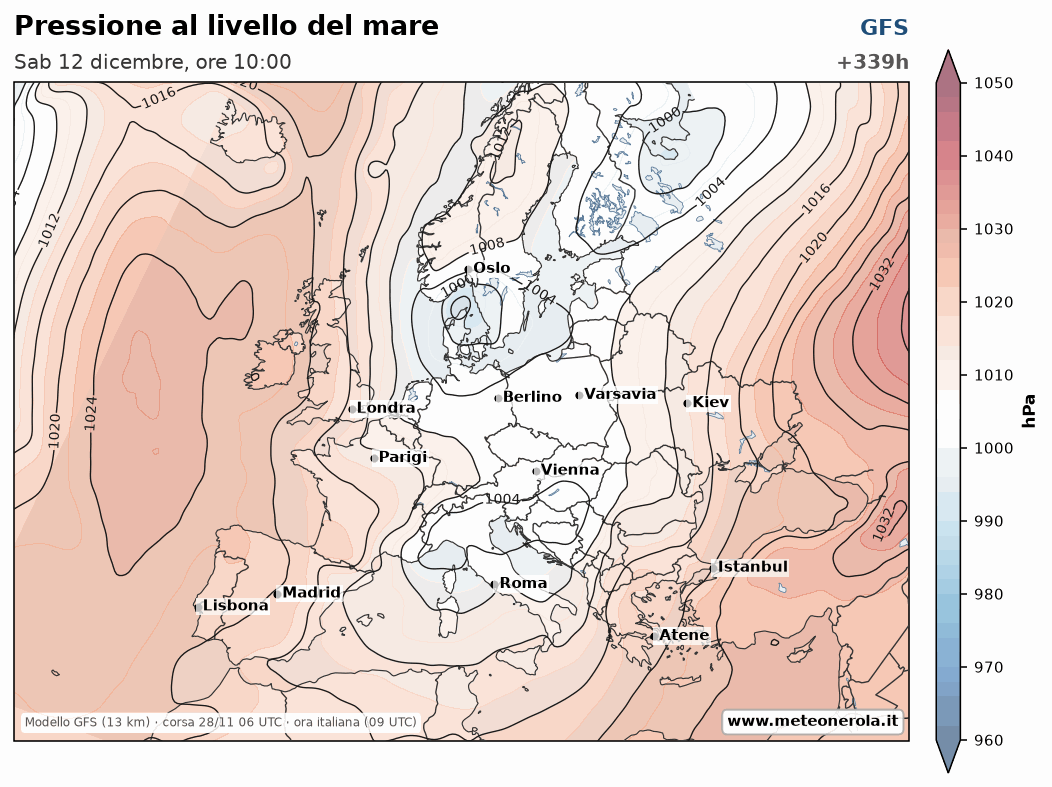 Pressione al livello del mare
GFS
Sab 12 dicembre, ore 10:00
+339h
1016
1000
1050
1040
1004
1016
1012
1020
1030
1008
1032
Oslo
1004
1020
1010
1024
1020
Londra
Berlino
Varsavia
Kiev
hPa
Parigi
1000
Vienna
1004
1032
990
Istanbul
Roma
Madrid
980
Lisbona
Atene
970
Modello GFS (13 km) · corsa 28/11 06 UTC · ora italiana (09 UTC)
www.meteonerola.it
960